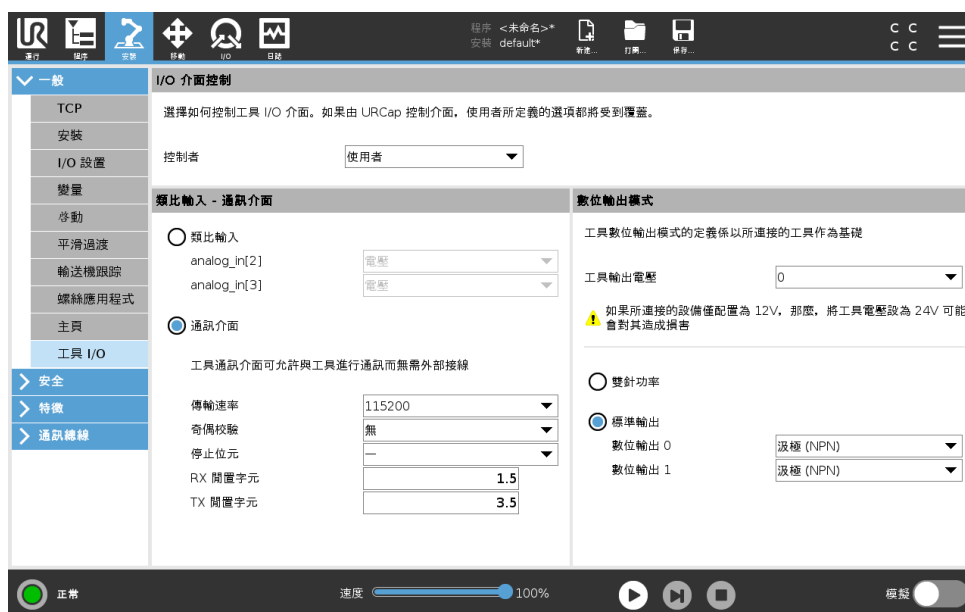 UR
運行
程序
安裝
移動
I/O
日誌
程序 <未命名>*
安裝 default*
新建...
打開...
保存...
C C
C C
一般
TCP
安裝
I/O 設置
變量
啓動
平滑過渡
輸送機跟踪
螺絲應用程式
主頁
工具 I/O
安全
特徵
通訊總線
I/O 介面控制
選擇如何控制工具 I/O 介面。如果由 URCap 控制介面，使用者所定義的選項都將受到覆蓋。
控制者
使用者
類比輸入 - 通訊介面
類比輸入
analog_in[2] 電壓
analog_in[3] 電壓
通訊介面
工具通訊介面可允許與工具進行通訊而無需外部接線
傳輸速率 115200
奇偶校驗 無
停止位元 一
RX 閒置字元 1.5
TX 閒置字元 3.5
數位輸出模式
工具數位輸出模式的定義係以所連接的工具作為基礎
工具輸出電壓 0
如果所連接的設備僅配置為 12V，那麼，將工具電壓設為 24V 可能
會對其造成損害
雙針功率
標準輸出
數位輸出 0 汲極 (NPN)
數位輸出 1 汲極 (NPN)
正常
速度 100%
模擬